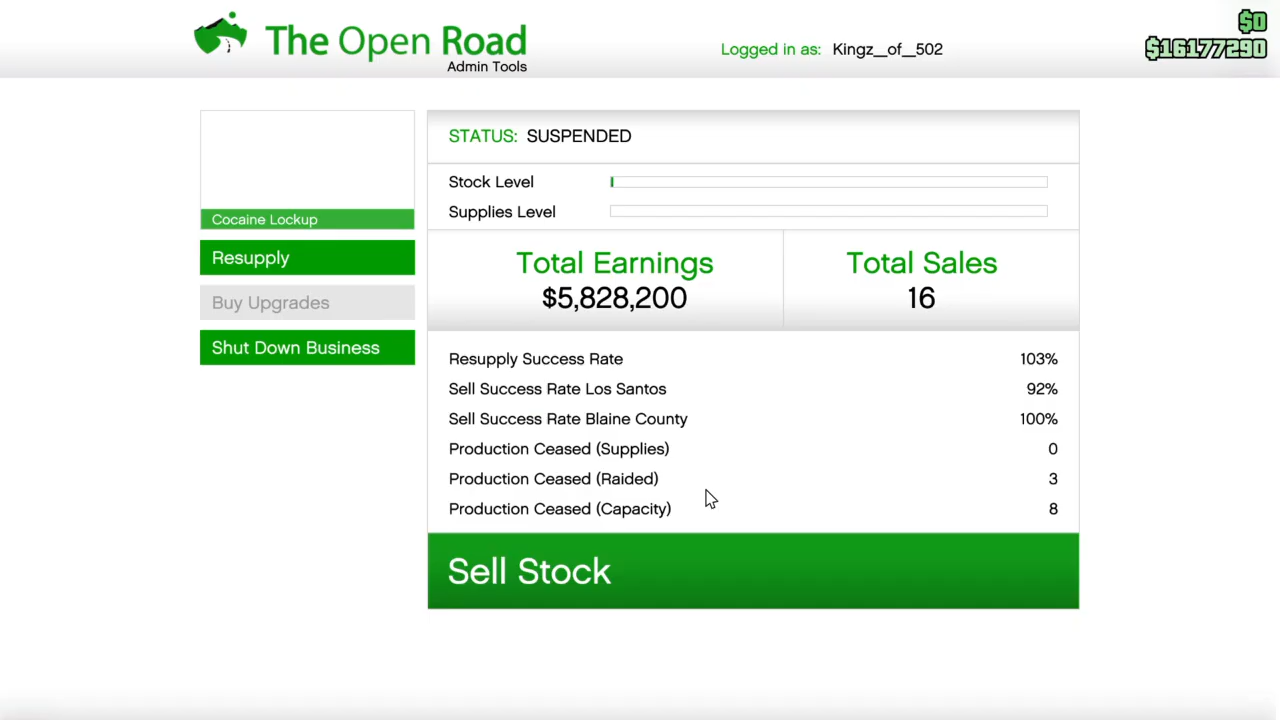 The Open Road
Admin Tools
Logged in as: Kingz_of_502
$0
$16177290
Cocaine Lockup
Resupply
Buy Upgrades
Shut Down Business
STATUS: SUSPENDED
Stock Level
Supplies Level
Total Earnings
$5,828,200
Total Sales
16
Resupply Success Rate 103%
Sell Success Rate Los Santos 92%
Sell Success Rate Blaine County 100%
Production Ceased (Supplies) 0
Production Ceased (Raided) 3
Production Ceased (Capacity) 8
Sell Stock